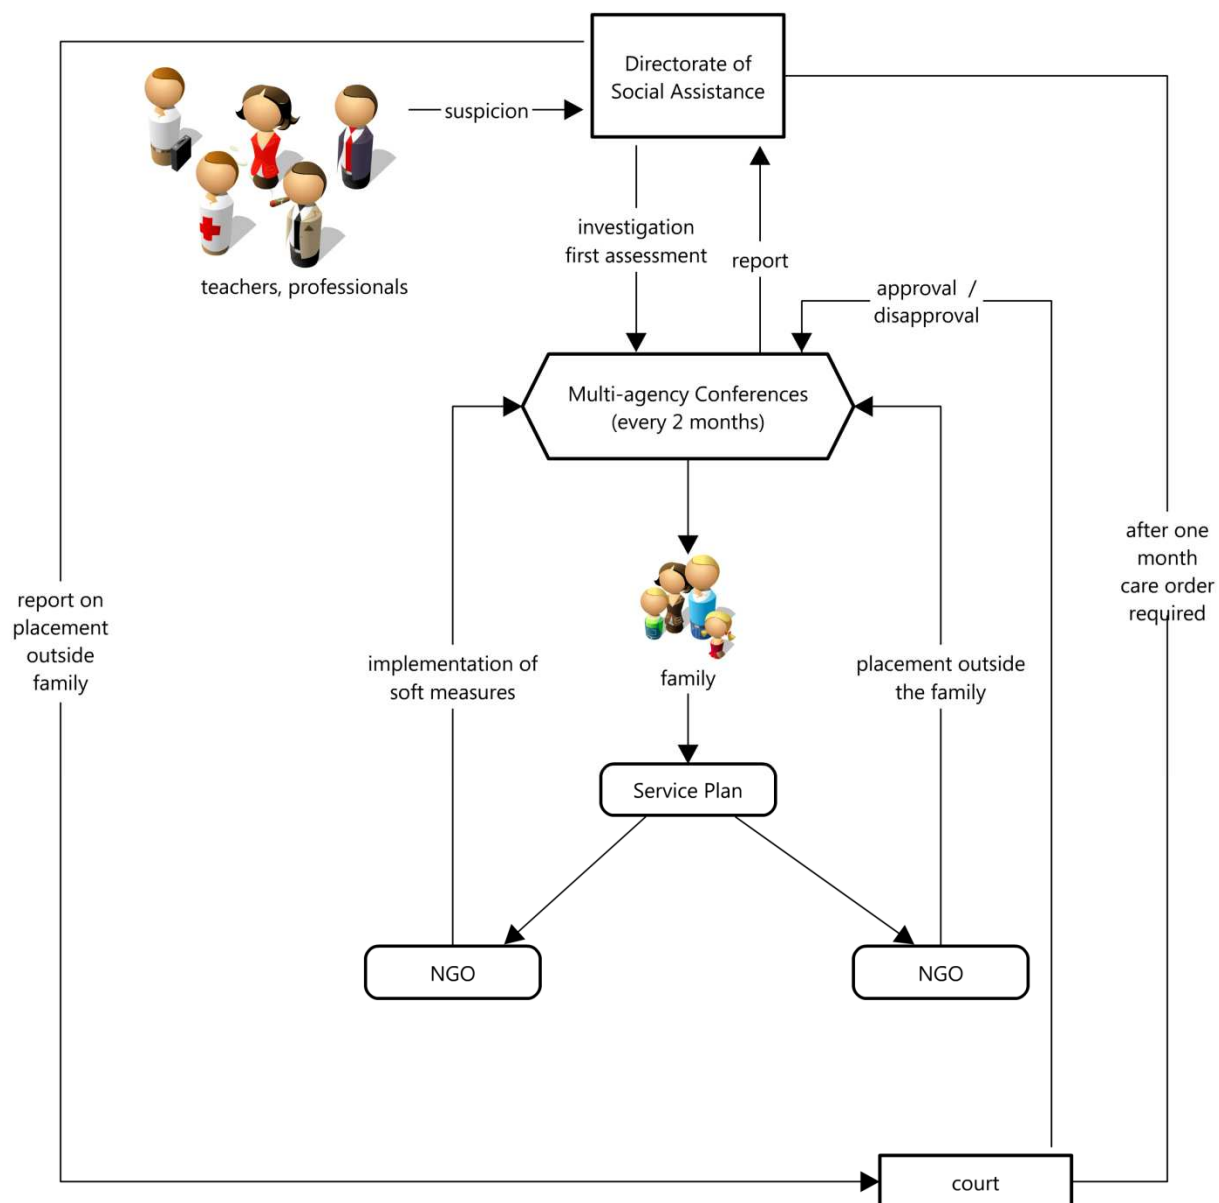 Directorate of
Social Assistance
suspicion
teachers, professionals
investigation
first assessment
report
approval / 
disapproval
Multi-agency Conferences
(every 2 months)
after one
month
care order
required
report on
placement
outside
family
implementation of
soft measures
family
placement outside
the family
Service Plan
NGO
NGO
court